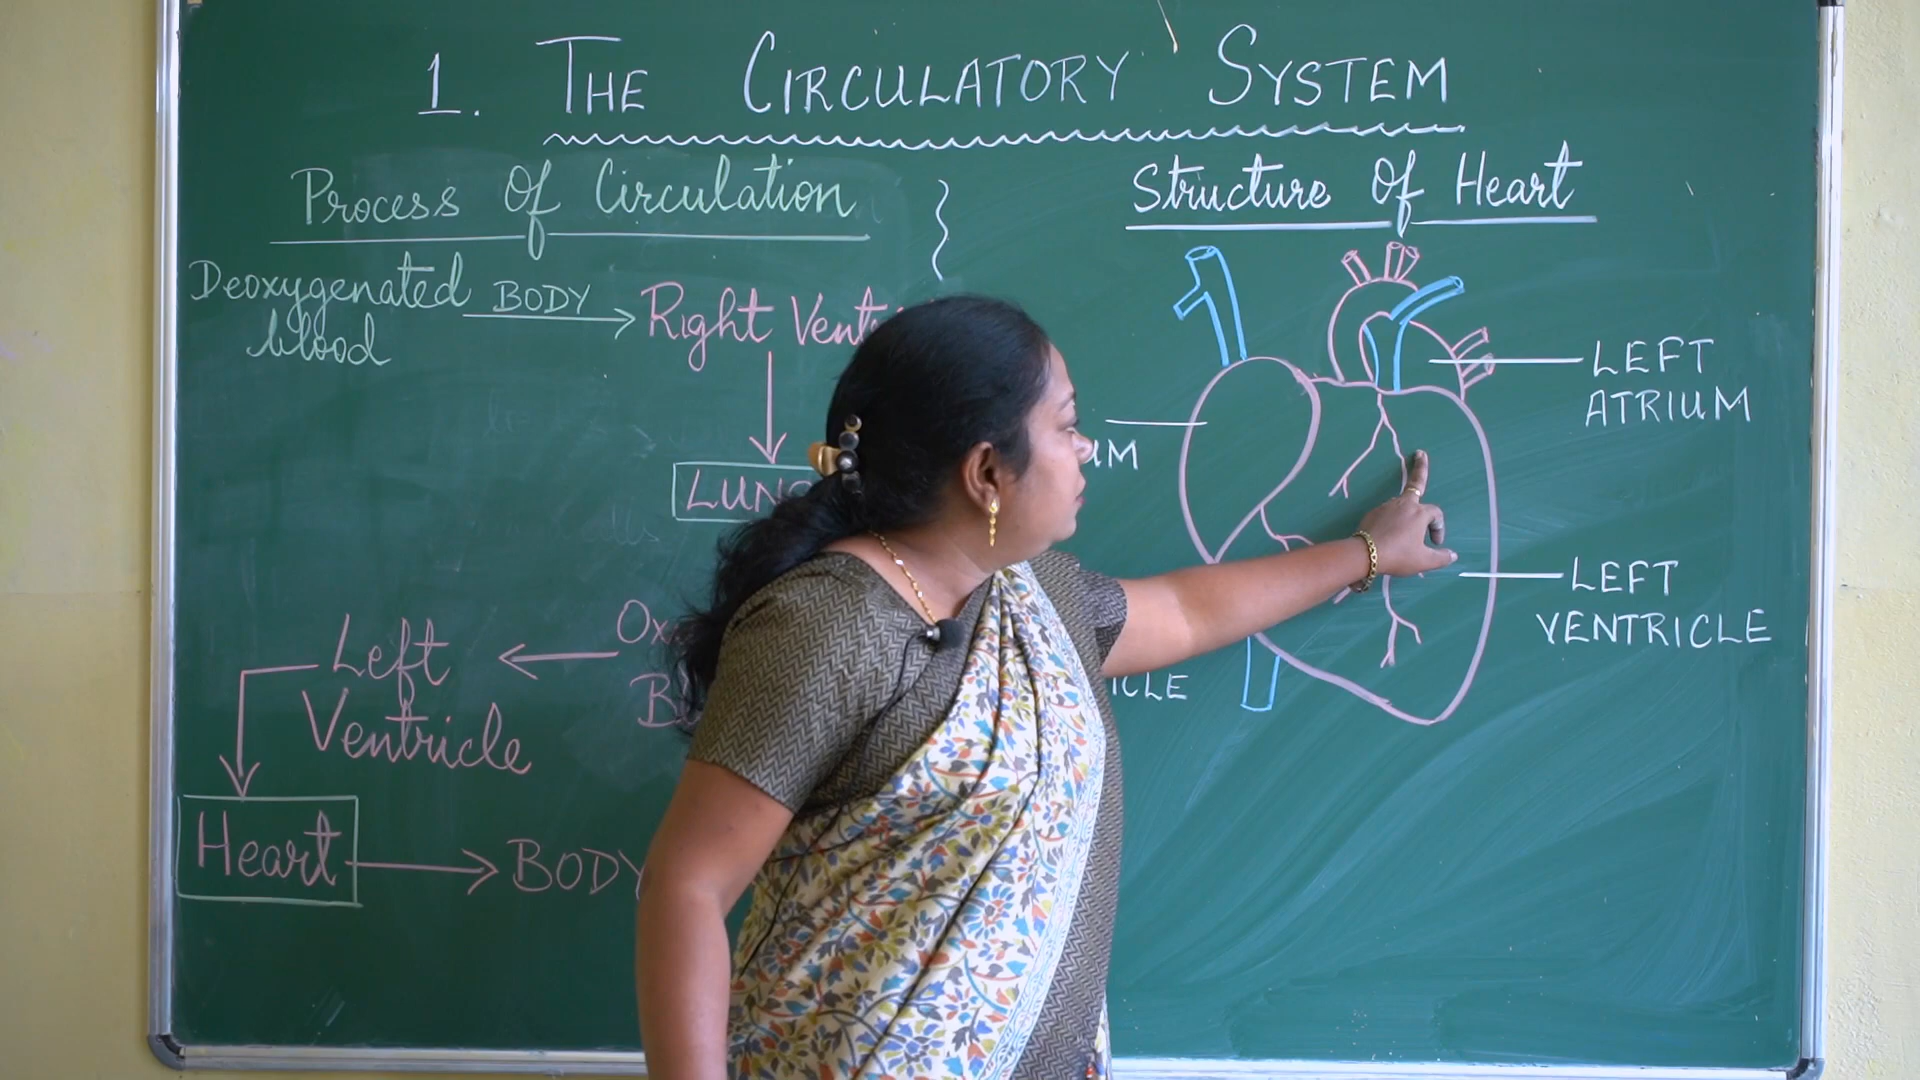 1. THE CIRCULATORY SYSTEM
Process Of Circulation
Deoxygenated
blood
BODY
Right
LUNG
Left
Ventricle
Heart
BODY
Structure Of Heart
LEFT
ATRIUM
LEFT
VENTRICLE